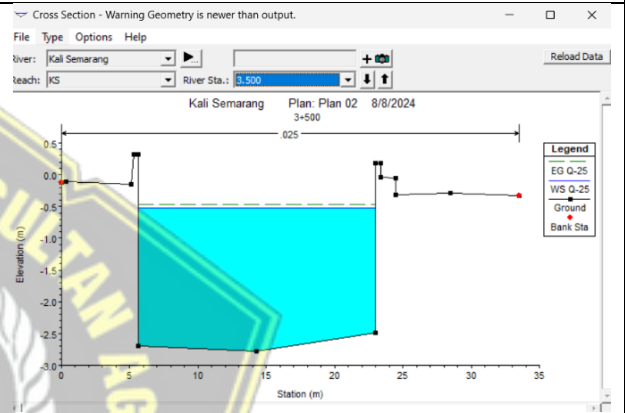 Cross Section - Warning Geometry is newer than output.
File Type Options Help
River: Kali Semarang
Reload Data
Reach: KS River Sta.: 3.500
Kali Semarang Plan: Plan 02 8/8/2024
3+500
.025
Legend
EG Q-25
WS Q-25
Ground
Bank Sta
0.5
0.0
-0.5
-1.0
-1.5
-2.0
-2.5
-3.0
Elevation (m)
0 5 10 15 20 25 30 35
Station (m)
SULTAN AG